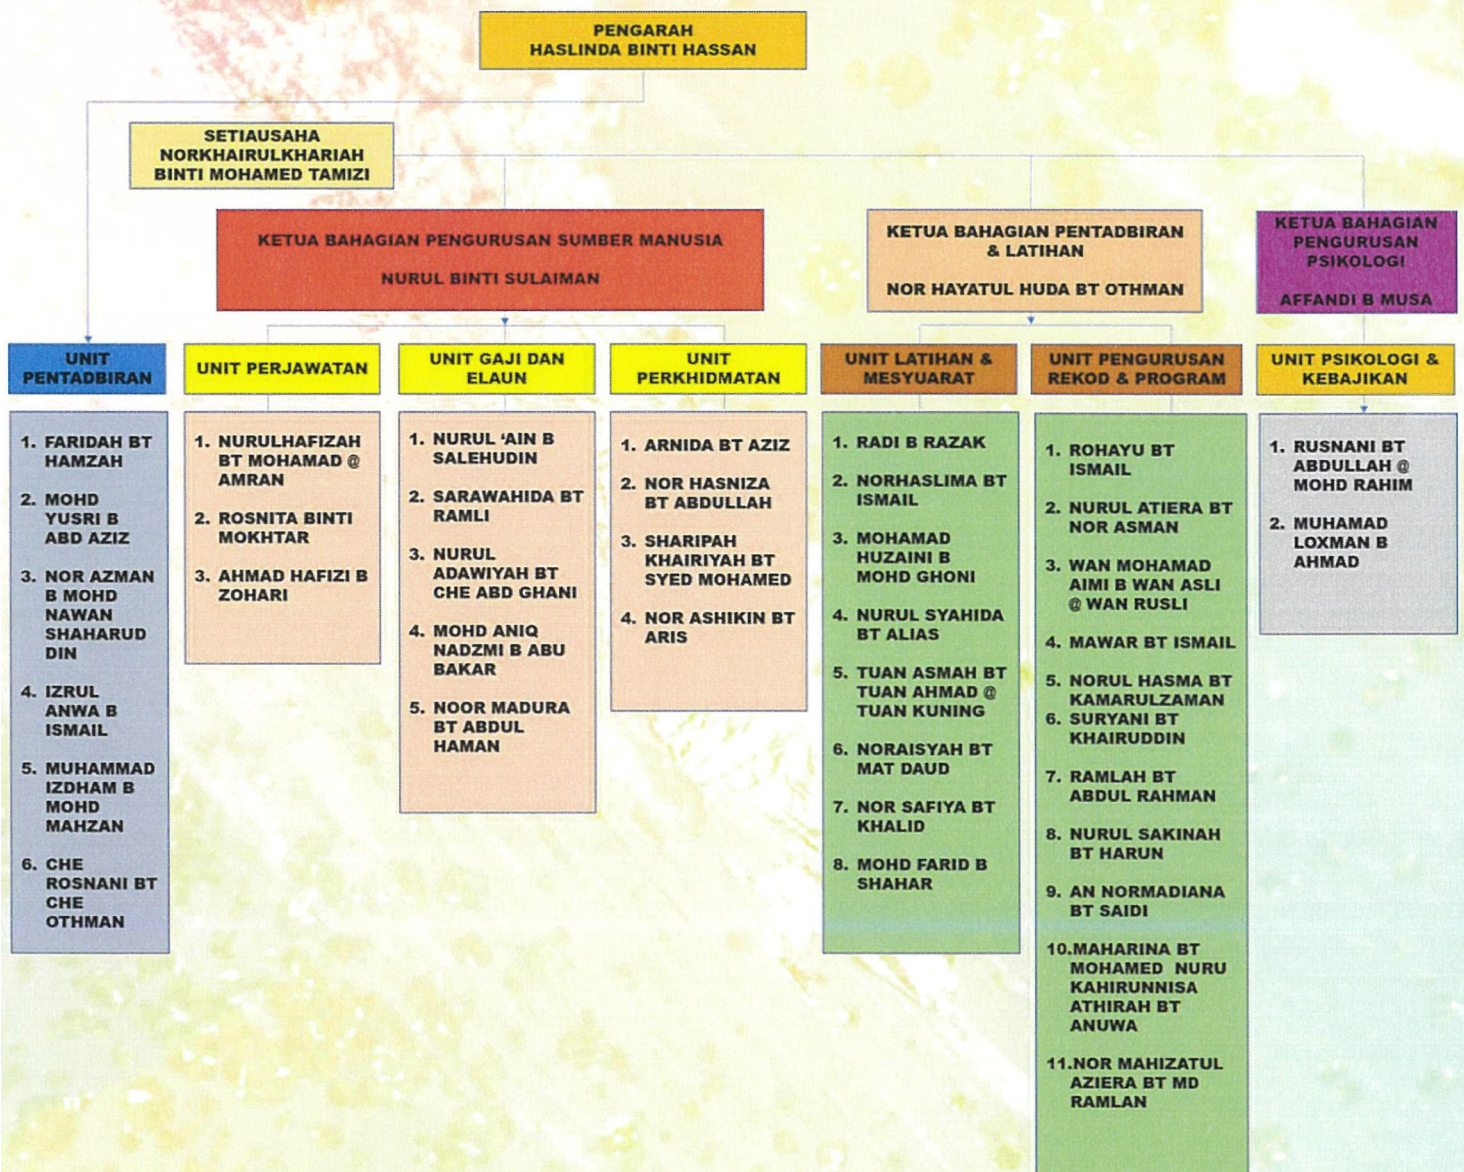 PENGARAH
HASLINDA BINTI HASSAN
SETIAUSAHA
NORKHAIRULKHARIAH
BINTI MOHAMED TAMIZI
KETUA BAHAGIAN PENGURUSAN SUMBER MANUSIA
NURUL BINTI SULAIMAN
KETUA BAHAGIAN PENTADBIRAN
& LATIHAN
NOR HAYATUL HUDA BT OTHMAN
KETUA BAHAGIAN
PENGURUSAN
PSIKOLOGI
AFFANDI B MUSA
UNIT
PENTADBIRAN
1. FARIDAH BT
HAMZAH
2. MOHD
YUSRI B
ABD AZIZ
3. NOR AZMAN
B MOHD
NAWAN
SHAHARUD
DIN
4. IZRUL
ANWA B
ISMAIL
5. MUHAMMAD
IZDHAM B
MOHD
MAHZAN
6. CHE
ROSNANI BT
CHE
OTHMAN
UNIT PERJAWATAN
1. NURULHAFIZAH
BT MOHAMAD @
AMRAN
2. ROSNITA BINTI
MOKHTAR
3. AHMAD HAFIZI B
ZOHARI
UNIT GAJI DAN
ELAUN
1. NURUL ‘AIN B
SALEHUDIN
2. SARAWAHIDA BT
RAMLI
3. NURUL
ADAWIYAH BT
CHE ABD GHANI
4. MOHD ANIQ
NADZMI B ABU
BAKAR
5. NOOR MADURA
BT ABDUL
HAMAN
UNIT
PERKHIDMATAN
1. ARNIDA BT AZIZ
2. NOR HASNIZA
BT ABDULLAH
3. SHARIPAH
KHAIRIYAH BT
SYED MOHAMED
4. NOR ASHIKIN BT
ARIS
UNIT LATIHAN &
MESYUARAT
1. RADI B RAZAK
2. NORHASLIMA BT
ISMAIL
3. MOHAMAD
HUZAINI B
MOHD GHONI
4. NURUL SYAHIDA
BT ALIAS
5. TUAN ASMAH BT
TUAN AHMAD @
TUAN KUNING
6. NORAISYAH BT
MAT DAUD
7. NOR SAFIYA BT
KHALID
8. MOHD FARID B
SHAHAR
UNIT PENGURUSAN
REKOD & PROGRAM
1. ROHAYU BT
ISMAIL
2. NURUL ATIERA BT
NOR ASMAN
3. WAN MOHAMAD
AIMI B WAN ASLI
@ WAN RUSLI
4. MAWAR BT ISMAIL
5. NORUL HASMA BT
KAMARULZAMAN
6. SURYANI BT
KHAIRUDDIN
7. RAMLAH BT
ABDUL RAHMAN
8. NURUL SAKINAH
BT HARUN
9. AN NORMADIANA
BT SAIDI
10.MAHARINA BT
MOHAMED NURU
KAHIRUNNISA
ATHIRAH BT
ANUWA
11.NOR MAHIZATUL
AZIERA BT MD
RAMLAN
UNIT PSIKOLOGI &
KEBAJIKAN
1. RUSNANI BT
ABDULLAH @
MOHD RAHIM
2. MUHAMAD
LOXMAN B
AHMAD